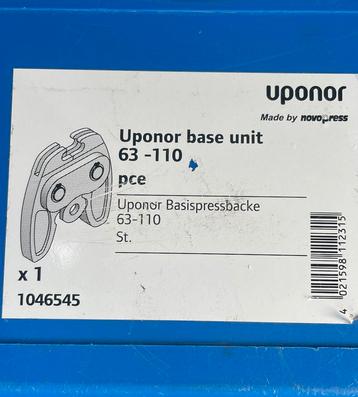 uponor
Made by novopress
Uponor base unit
63 -110
pce
Uponor Basispressbacke
63-110
St.
x 1
1046545
4 021598 112315